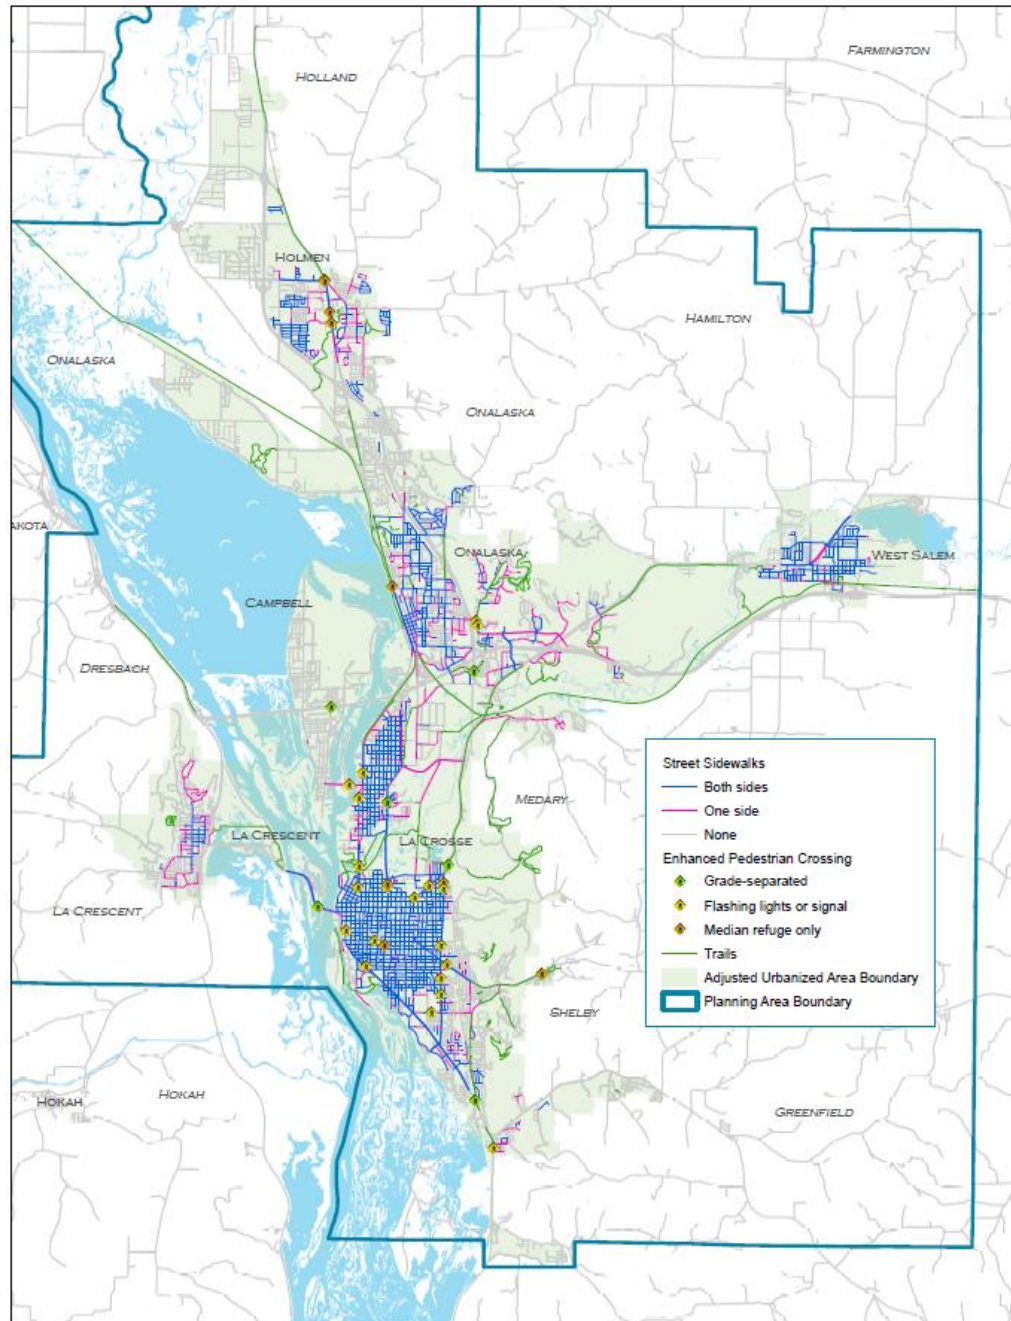 FARMINGTON
HOLLAND
HOLMEN
HAMILTON
ONALASKA
ONALASKA
AKOTA
ONALASKA
WEST SALEM
CAMPBELL
DRESBACH
Street Sidewalks
Both sides
One side
None
Enhanced Pedestrian Crossing
Grade-separated
Flashing lights or signal
Median refuge only
Trails
Adjusted Urbanized Area Boundary
Planning Area Boundary
MEDARY
LA CRESCENT
LA CROSSE
LA CRESCENT
SHELBY
HOKAH
HOKAH
GREENFIELD